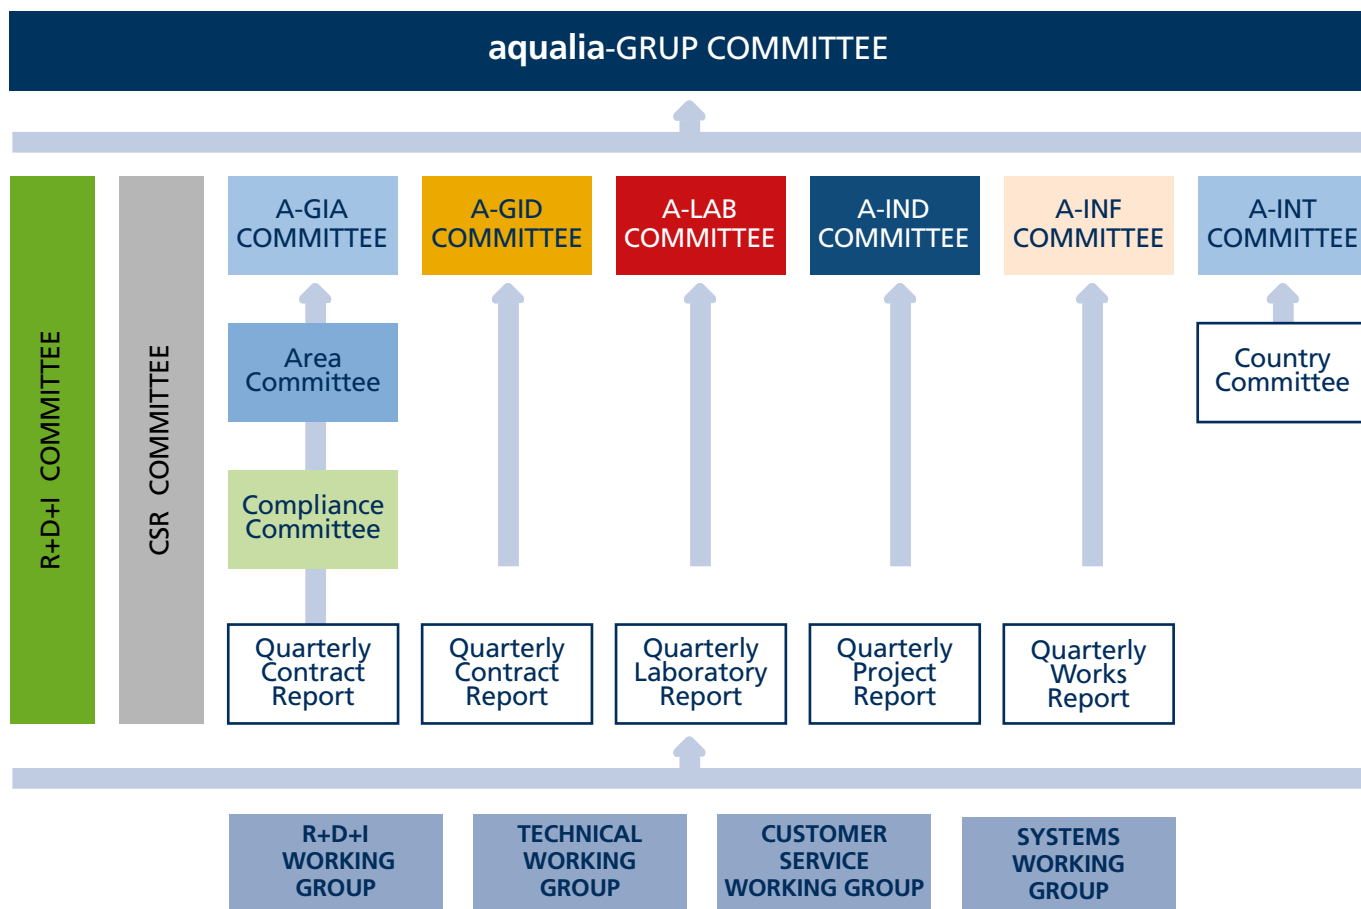 aqualia-GRUP COMMITTEE
R+D+I COMMITTEE
CSR COMMITTEE
A-GIA
COMMITTEE
A-GID
COMMITTEE
A-LAB
COMMITTEE
A-IND
COMMITTEE
A-INF
COMMITTEE
A-INT
COMMITTEE
Area
Committee
Country
Committee
Compliance
Committee
Quarterly
Contract
Report
Quarterly
Contract
Report
Quarterly
Laboratory
Report
Quarterly
Project
Report
Quarterly
Works
Report
R+D+I
WORKING
GROUP
TECHNICAL
WORKING
GROUP
CUSTOMER
SERVICE
WORKING GROUP
SYSTEMS
WORKING
GROUP